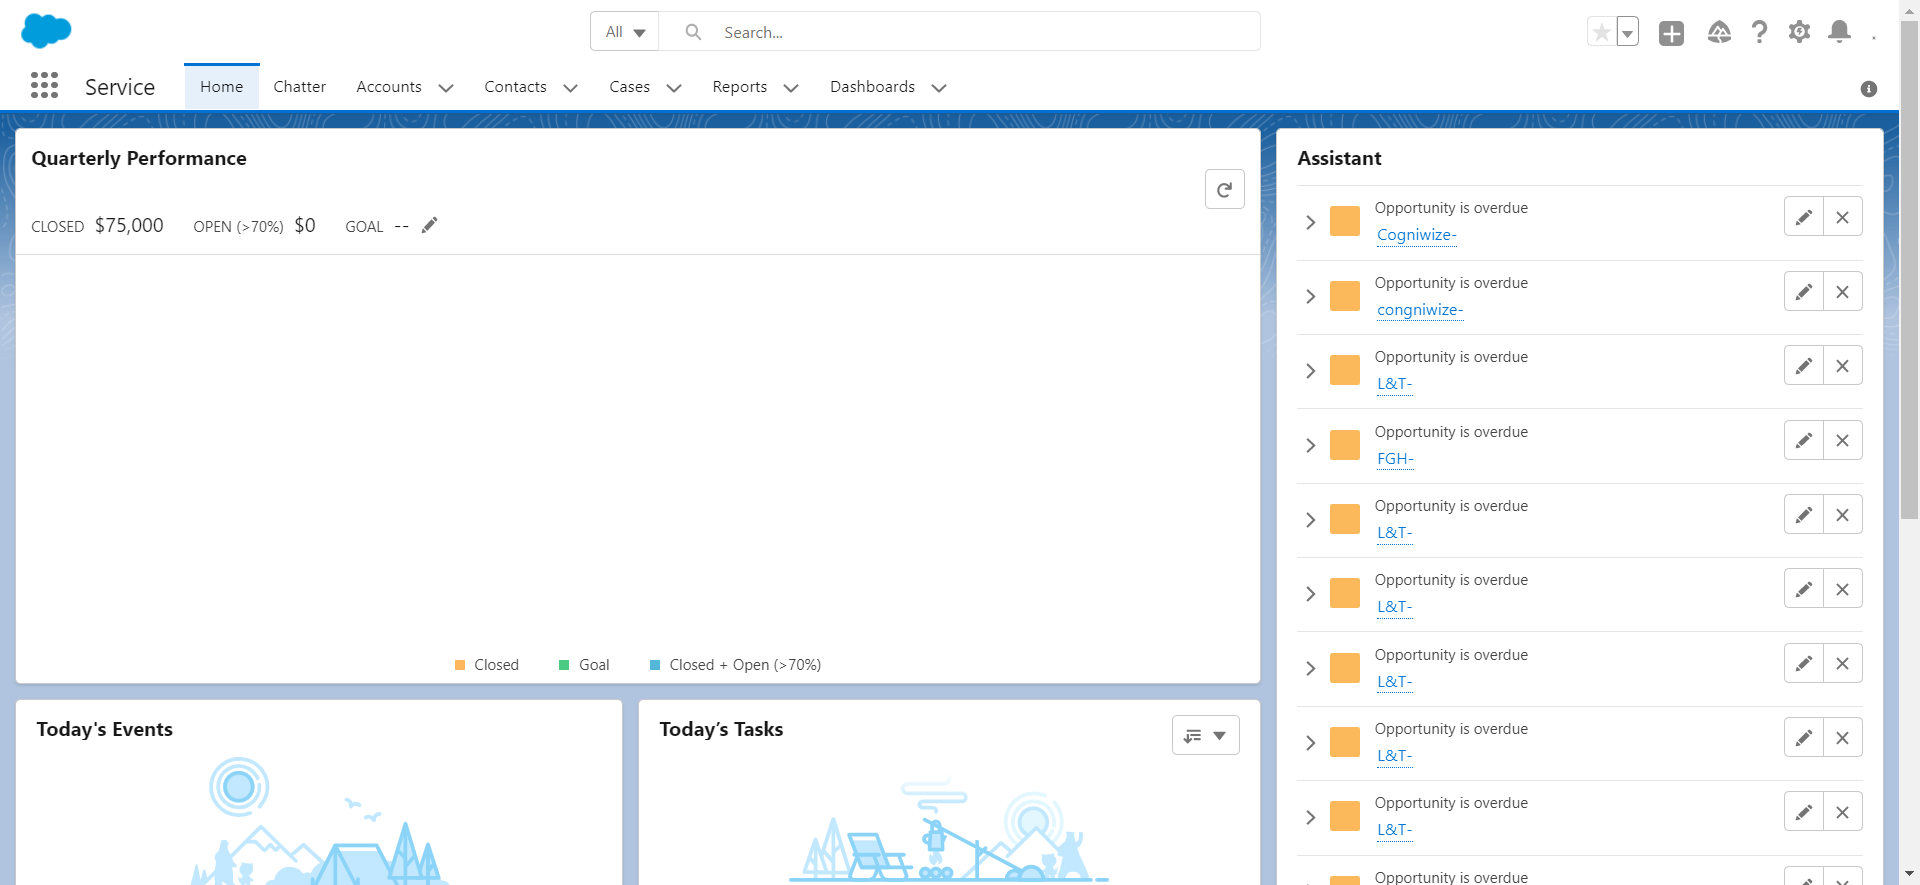 All
Search...
Service
Home
Chatter
Accounts
Contacts
Cases
Reports
Dashboards
Quarterly Performance
CLOSED $75,000 OPEN (>70%) $0 GOAL --
Closed
Goal
Closed + Open (>70%)
Today's Events
Today’s Tasks
Assistant
Opportunity is overdue
Cogniwize-
Opportunity is overdue
congniwize-
Opportunity is overdue
L&T-
Opportunity is overdue
FGH-
Opportunity is overdue
L&T-
Opportunity is overdue
L&T-
Opportunity is overdue
L&T-
Opportunity is overdue
L&T-
Opportunity is overdue
L&T-
Opportunity is overdue